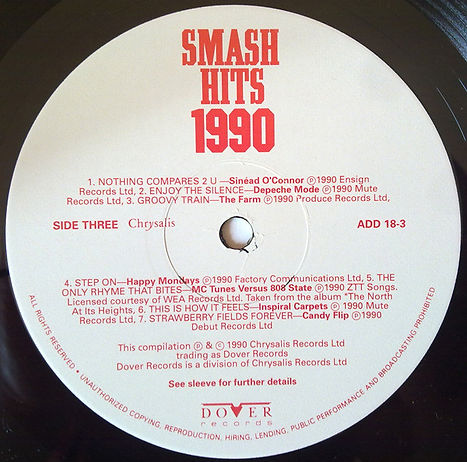 SMASH
HITS
1990
1. NOTHING COMPARES 2 U—Sinéad O'Connor ℗1990 Ensign
Records Ltd, 2. ENJOY THE SILENCE—Depeche Mode ℗1990 Mute
Records Ltd, 3. GROOVY TRAIN—The Farm ℗1990 Produce Records Ltd,
SIDE THREE Chrysalis ADD 18-3
4. STEP ON—Happy Mondays ℗1990 Factory Communications Ltd, 5. THE
ONLY RHYME THAT BITES—MC Tunes Versus 808 State ℗1990 ZTT Songs.
Licensed courtesy of WEA Records Ltd. Taken from the album "The North
At Its Heights, 6. THIS IS HOW IT FEELS—Inspiral Carpets ℗ 1990 Mute
Records Ltd, 7. STRAWBERRY FIELDS FOREVER—Candy Flip ℗1990
Debut Records Ltd
This compilation ℗ & © 1990 Chrysalis Records Ltd
trading as Dover Records
Dover Records is a division of Chrysalis Records Ltd
See sleeve for further details
DOVER
records
ALL RIGHTS RESERVED • UNAUTHORIZED COPYING, REPRODUCTION, HIRING, LENDING, PUBLIC PERFORMANCE AND BROADCASTING PROHIBITED